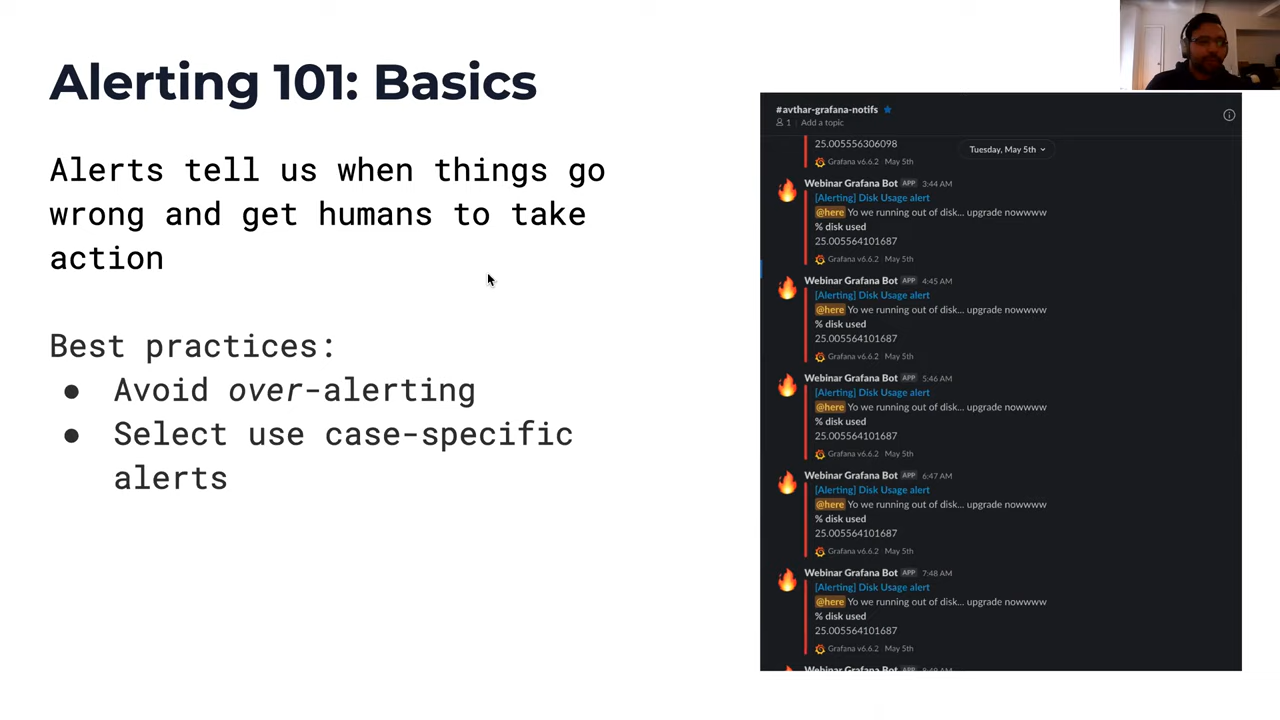 Alerting 101: Basics
Alerts tell us when things go
wrong and get humans to take
action
Best practices:
● Avoid over-alerting
● Select use case-specific
alerts
#avthar-grafana-notifs
1 | Add a topic
Tuesday, May 5th
25.005556306098
Grafana v6.6.2 May 5th
Webinar Grafana Bot APP 3:44 AM
[Alerting] Disk Usage alert
@here Yo we running out of disk... upgrade nowwww
% disk used
25.005564101687
Grafana v6.6.2 May 5th
Webinar Grafana Bot APP 4:45 AM
[Alerting] Disk Usage alert
@here Yo we running out of disk... upgrade nowwww
% disk used
25.005564101687
Grafana v6.6.2 May 5th
Webinar Grafana Bot APP 5:46 AM
[Alerting] Disk Usage alert
@here Yo we running out of disk... upgrade nowwww
% disk used
25.005564101687
Grafana v6.6.2 May 5th
Webinar Grafana Bot APP 6:47 AM
[Alerting] Disk Usage alert
@here Yo we running out of disk... upgrade nowwww
% disk used
25.005564101687
Grafana v6.6.2 May 5th
Webinar Grafana Bot APP 7:48 AM
[Alerting] Disk Usage alert
@here Yo we running out of disk... upgrade nowwww
% disk used
25.005564101687
Grafana v6.6.2 May 5th
Webinar Grafana Bot